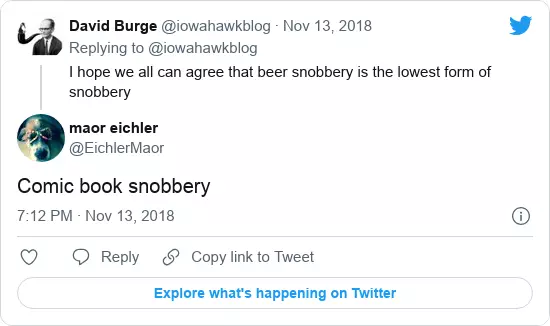 David Burge @iowahawkblog · Nov 13, 2018
Replying to @iowahawkblog
I hope we all can agree that beer snobbery is the lowest form of
snobbery
maor eichler
@EichlerMaor
Comic book snobbery
7:12 PM · Nov 13, 2018
Reply
Copy link to Tweet
Explore what's happening on Twitter